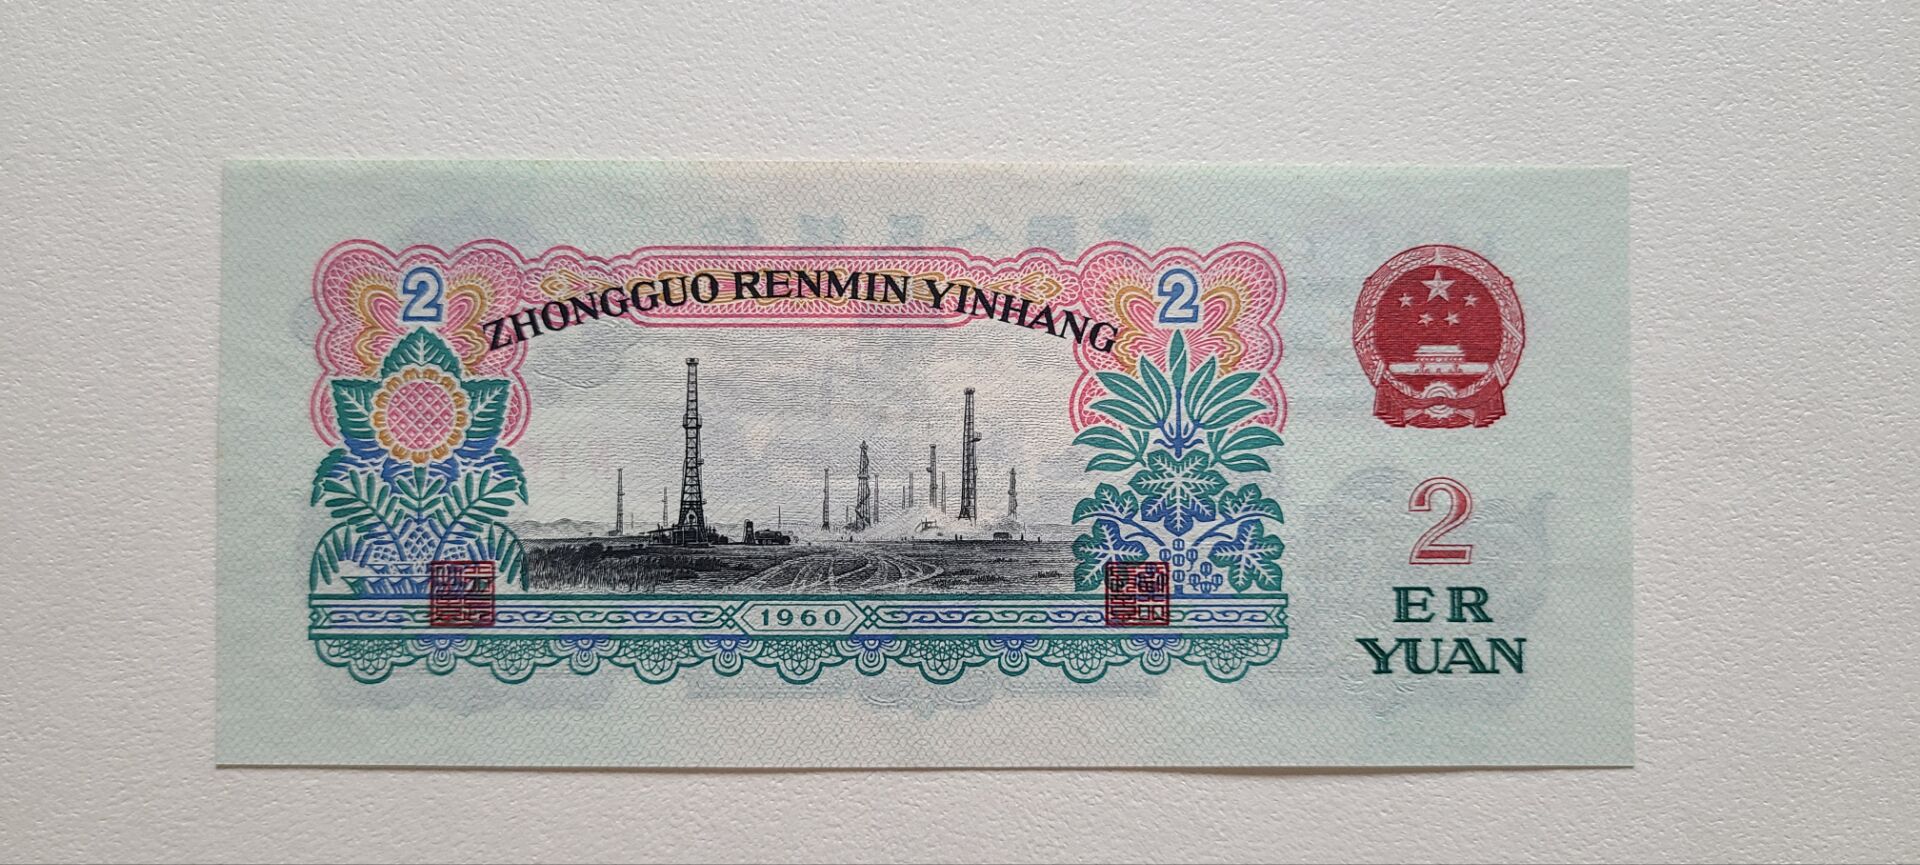 2
2
ZHONGGUO RENMIN YINHANG
1960
2
ER
YUAN